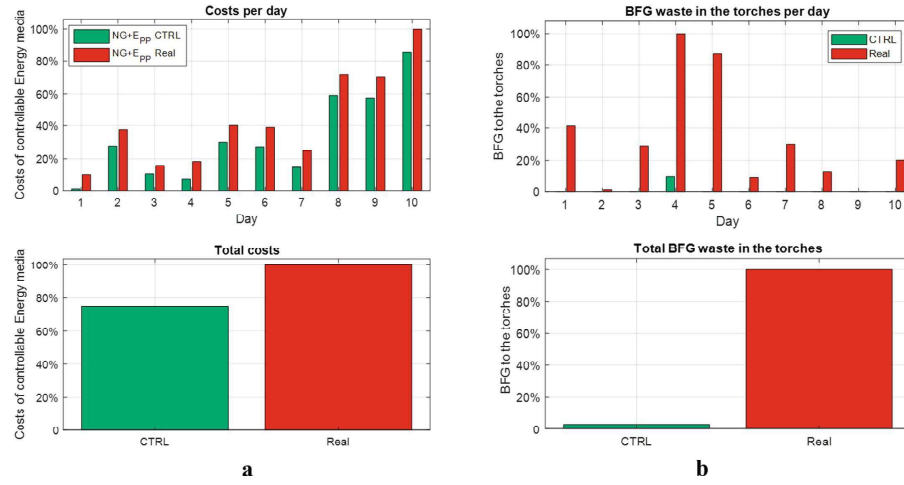 Costs per day
Costs of controllable Energy media
100%
80%
60%
40%
20%
0
NG+E_PP CTRL
NG+E_PP Real
1 2 3 4 5 6 7 8 9 10
Day
BFG waste in the torches per day
BFG to the torches
100%
80%
60%
40%
20%
0
CTRL
Real
1 2 3 4 5 6 7 8 9 10
Day
Total costs
Costs of controllable Energy media
100%
80%
60%
40%
20%
0
CTRL Real
a
Total BFG waste in the torches
BFG to the torches
100%
80%
60%
40%
20%
0
CTRL Real
b